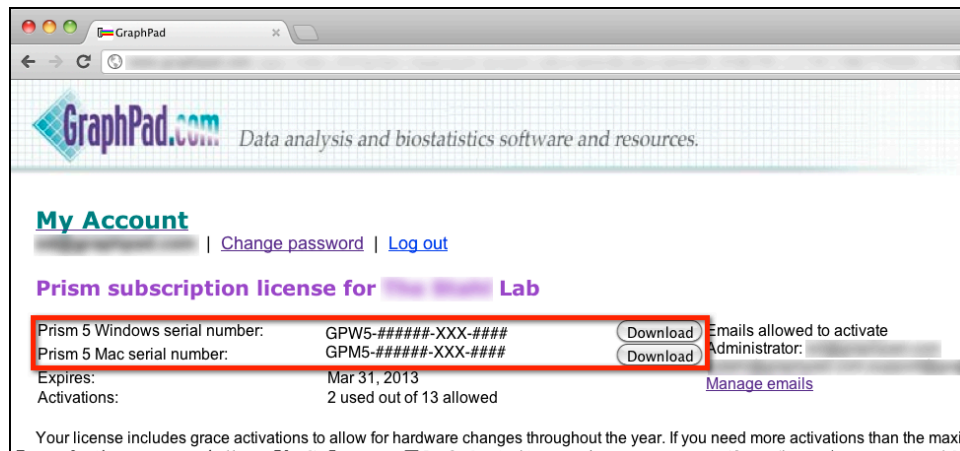 GraphPad
GraphPad.com
Data analysis and biostatistics software and resources.
My Account
| Change password | Log out
Prism subscription license for Lab
Prism 5 Windows serial number: GPW5-######-XXX-#### Download
Prism 5 Mac serial number: GPM5-######-XXX-#### Download
Expires: Mar 31, 2013
Activations: 2 used out of 13 allowed
Emails allowed to activate
Administrator:
Manage emails
Your license includes grace activations to allow for hardware changes throughout the year. If you need more activations than the maxi